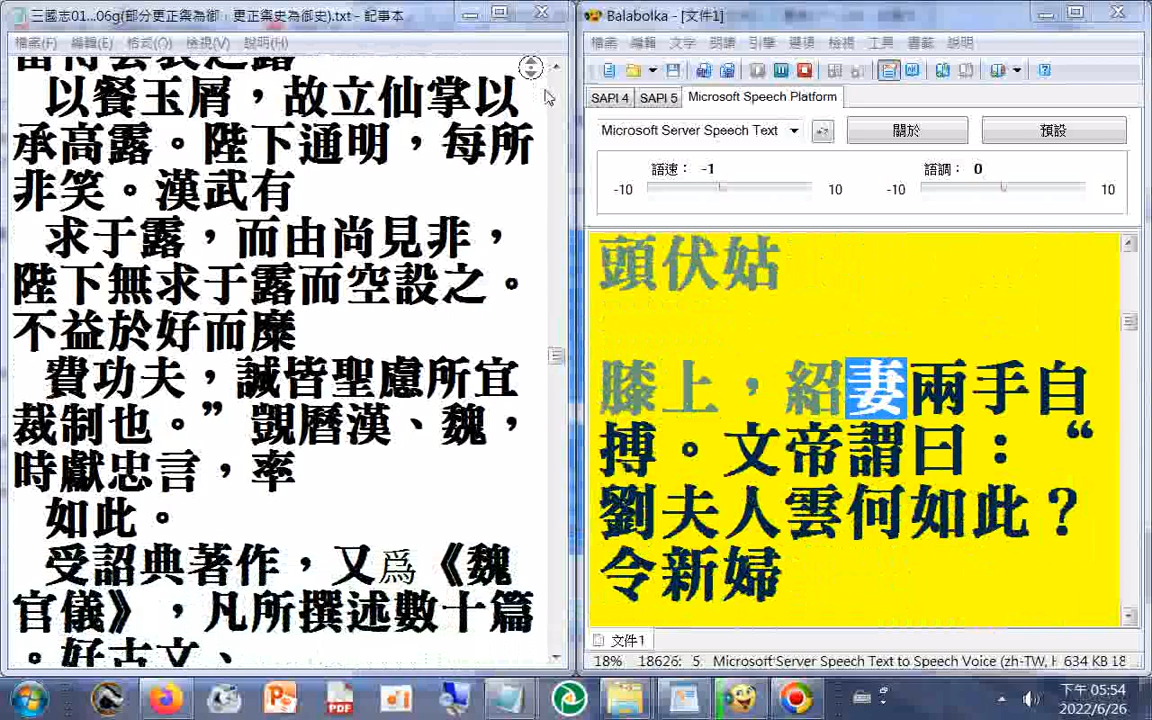 三國志01...06g(部分更正禦為御，更正禦史為御史).txt - 記事本
檔案(F) 編輯(E) 格式(O) 檢視(V) 說明(H)
當得雲表之露
以餐玉屑，故立仙掌以
承高露。陛下通明，每所
非笑。漢武有
求于露，而由尚見非，
陛下無求于露而空設之。
不益於好而糜
費功夫，誠皆聖慮所宜
裁制也。”覬曆漢、魏，
時獻忠言，率
如此。
受詔典著作，又爲《魏
官儀》，凡所撰述數十篇
。好古文、
Balabolka - [文件1]
檔案 編輯 文字 朗讀 引擎 選項 檢視 工具 書籤 說明
SAPI 4 SAPI 5 Microsoft Speech Platform
Microsoft Server Speech Text 關於 預設
語速： -1 語調： 0
-10 10 -10 10
頭伏姑
膝上，紹妻兩手自
搏。文帝謂曰：“
劉夫人雲何如此？
令新婦
文件1
18% 18626: 5 Microsoft Server Speech Text to Speech Voice (zh-TW, H 634 KB 18
下午 05:54
2022/6/26